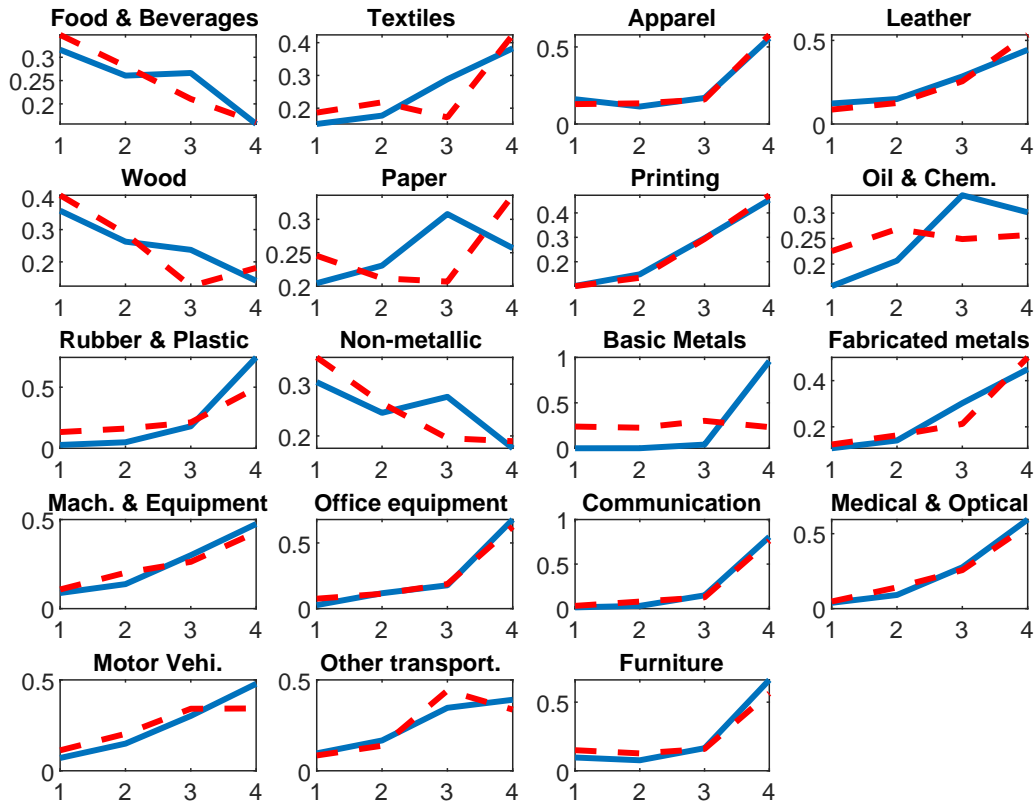 Food & Beverages Textiles Apparel Leather
0.3 0.25 0.2 0.4 0.3 0.2 0.5 0 0.5 0
1 2 3 4 1 2 3 4 1 2 3 4 1 2 3 4
Wood Paper Printing Oil & Chem.
0.4 0.3 0.2 0.3 0.25 0.2 0.4 0.3 0.2 0.3 0.25 0.2
1 2 3 4 1 2 3 4 1 2 3 4 1 2 3 4
Rubber & Plastic Non-metallic Basic Metals Fabricated metals
0.5 0 0.3 0.2 1 0.5 0 0.4 0.2
1 2 3 4 1 2 3 4 1 2 3 4 1 2 3 4
Mach. & Equipment Office equipment Communication Medical & Optical
0.5 0 0.5 0 1 0.5 0 0.5 0
1 2 3 4 1 2 3 4 1 2 3 4 1 2 3 4
Motor Vehi. Other transport. Furniture
0.5 0 0.5 0 0.5 0
1 2 3 4 1 2 3 4 1 2 3 4